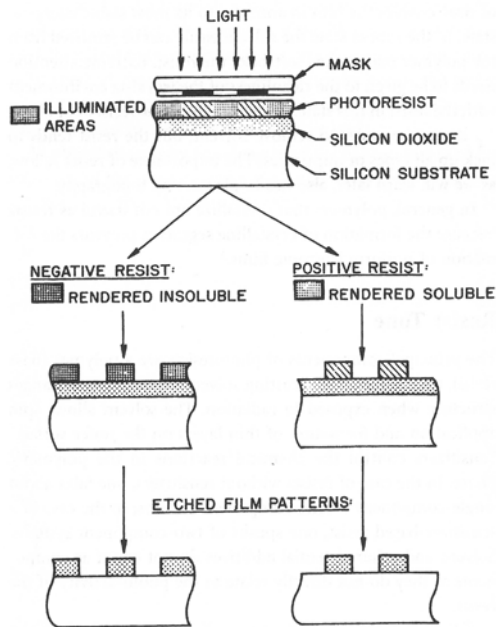 LIGHT
MASK
ILLUMINATED
AREAS
PHOTORESIST
SILICON DIOXIDE
SILICON SUBSTRATE
NEGATIVE RESIST:
RENDERED INSOLUBLE
POSITIVE RESIST:
RENDERED SOLUBLE
ETCHED FILM PATTERNS: